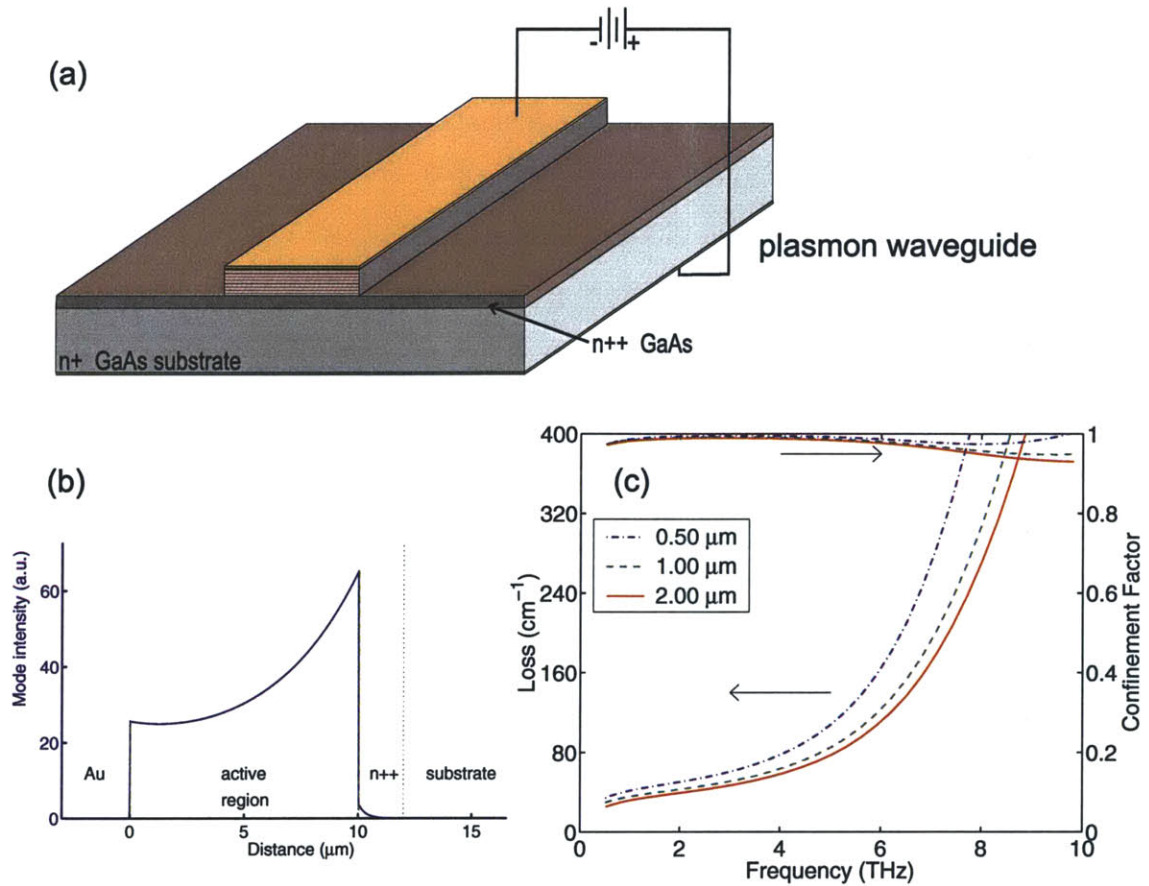 (a)
- +
plasmon waveguide
n++ GaAs
n+ GaAs substrate
(b)
Mode intensity (a.u.)
60
40
20
0
Au
active
region
n++
substrate
0
5
10
15
Distance (μm)
(c)
400
320
240
160
80
0
Loss (cm⁻¹)
0.50 μm
1.00 μm
2.00 μm
1
0.8
0.6
0.4
0.2
0
Confinement Factor
0
2
4
6
8
10
Frequency (THz)